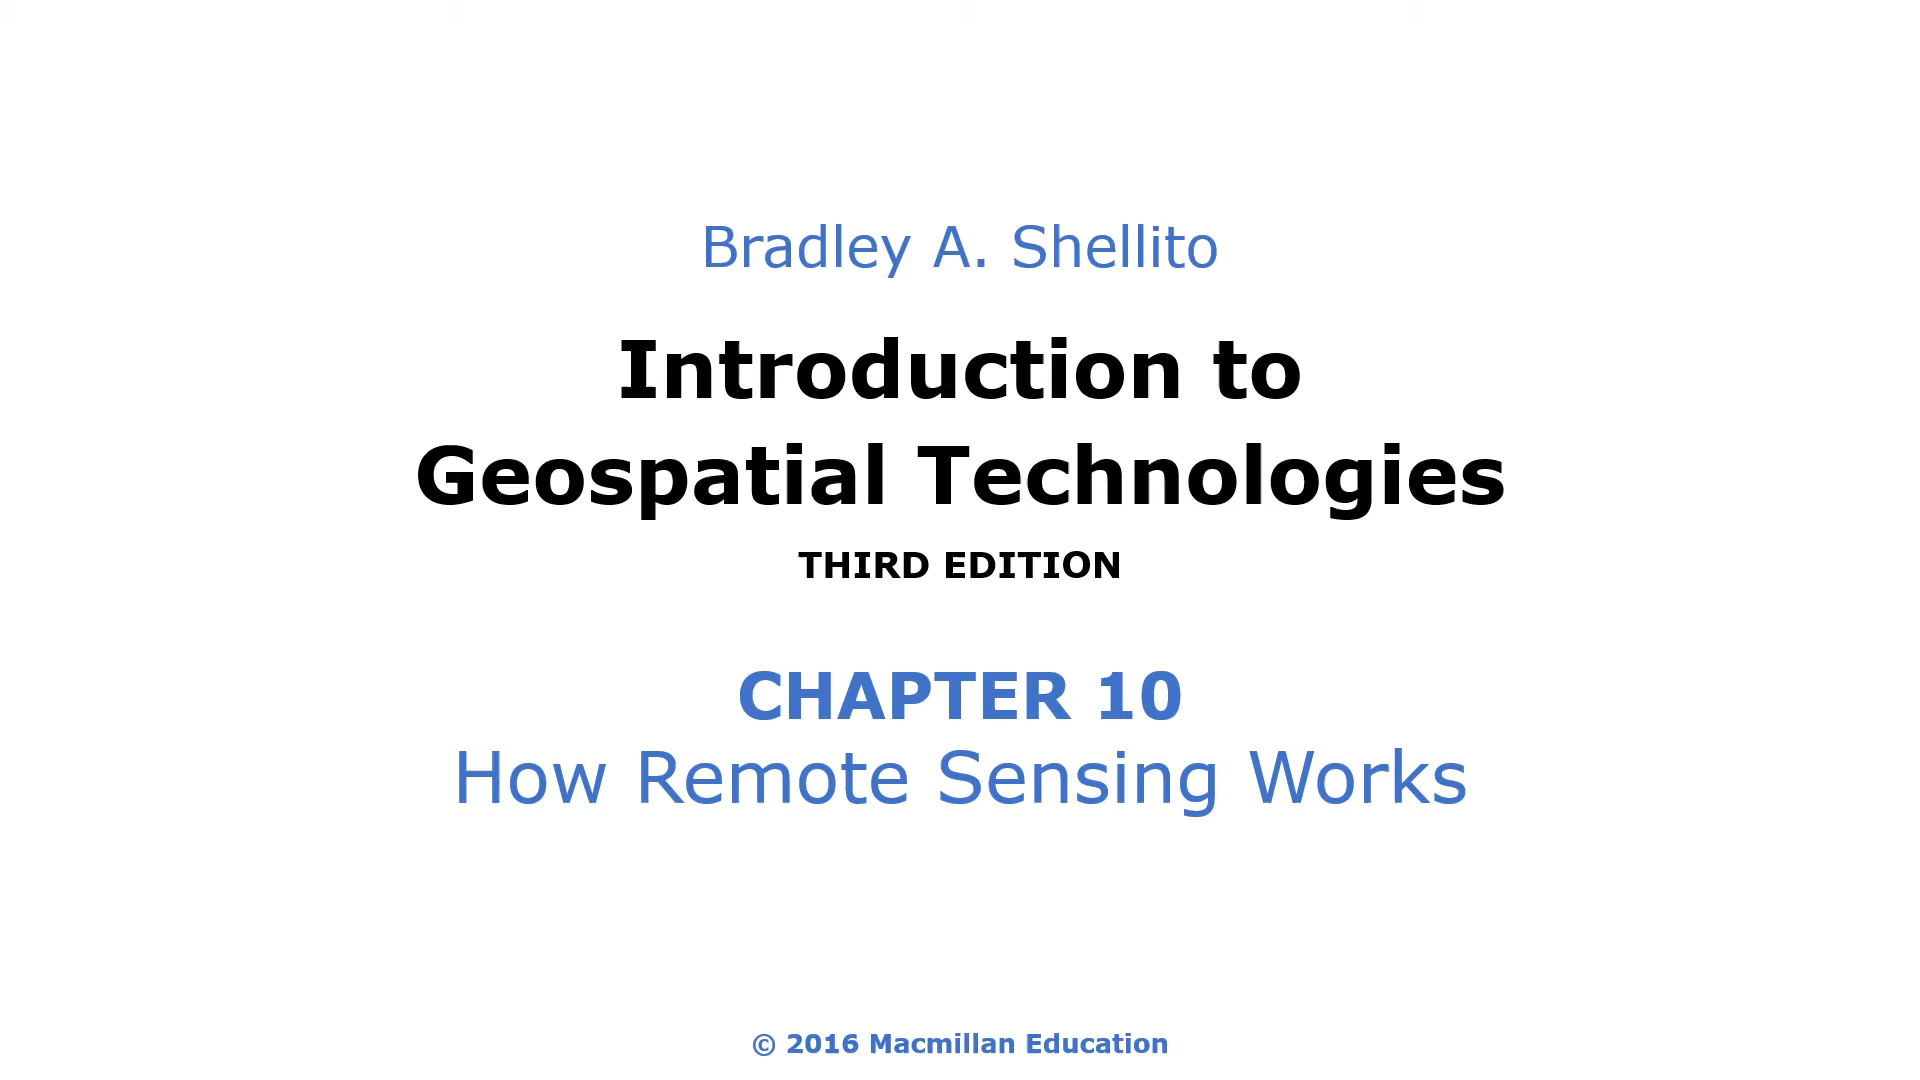 Bradley A. Shellito
Introduction to
Geospatial Technologies
THIRD EDITION
CHAPTER 10
How Remote Sensing Works
© 2016 Macmillan Education